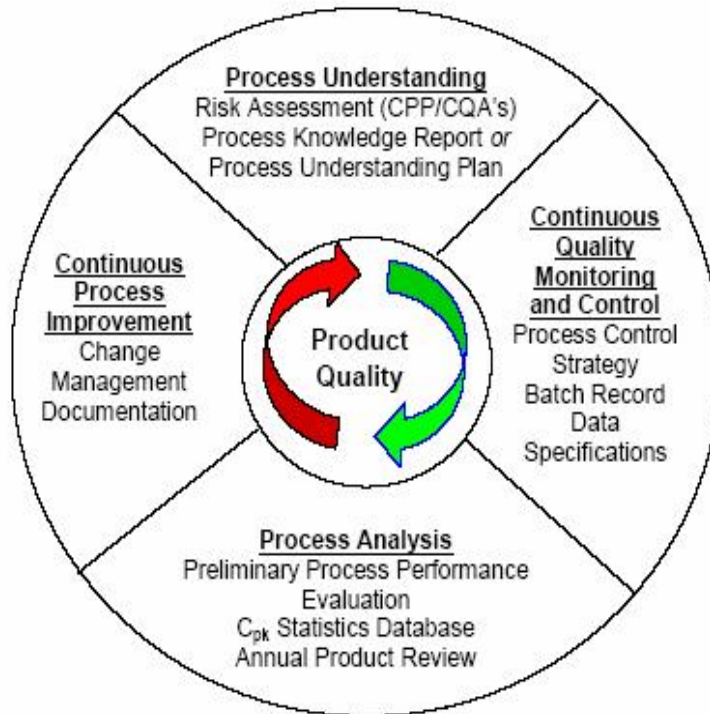 Process Understanding
Risk Assessment (CPP/CQA's)
Process Knowledge Report or
Process Understanding Plan
Continuous
Quality
Monitoring
and Control
Process Control
Strategy
Batch Record
Data
Specifications
Process Analysis
Preliminary Process Performance
Evaluation
Cpk Statistics Database
Annual Product Review
Continuous
Process
Improvement
Change
Management
Documentation
Product
Quality